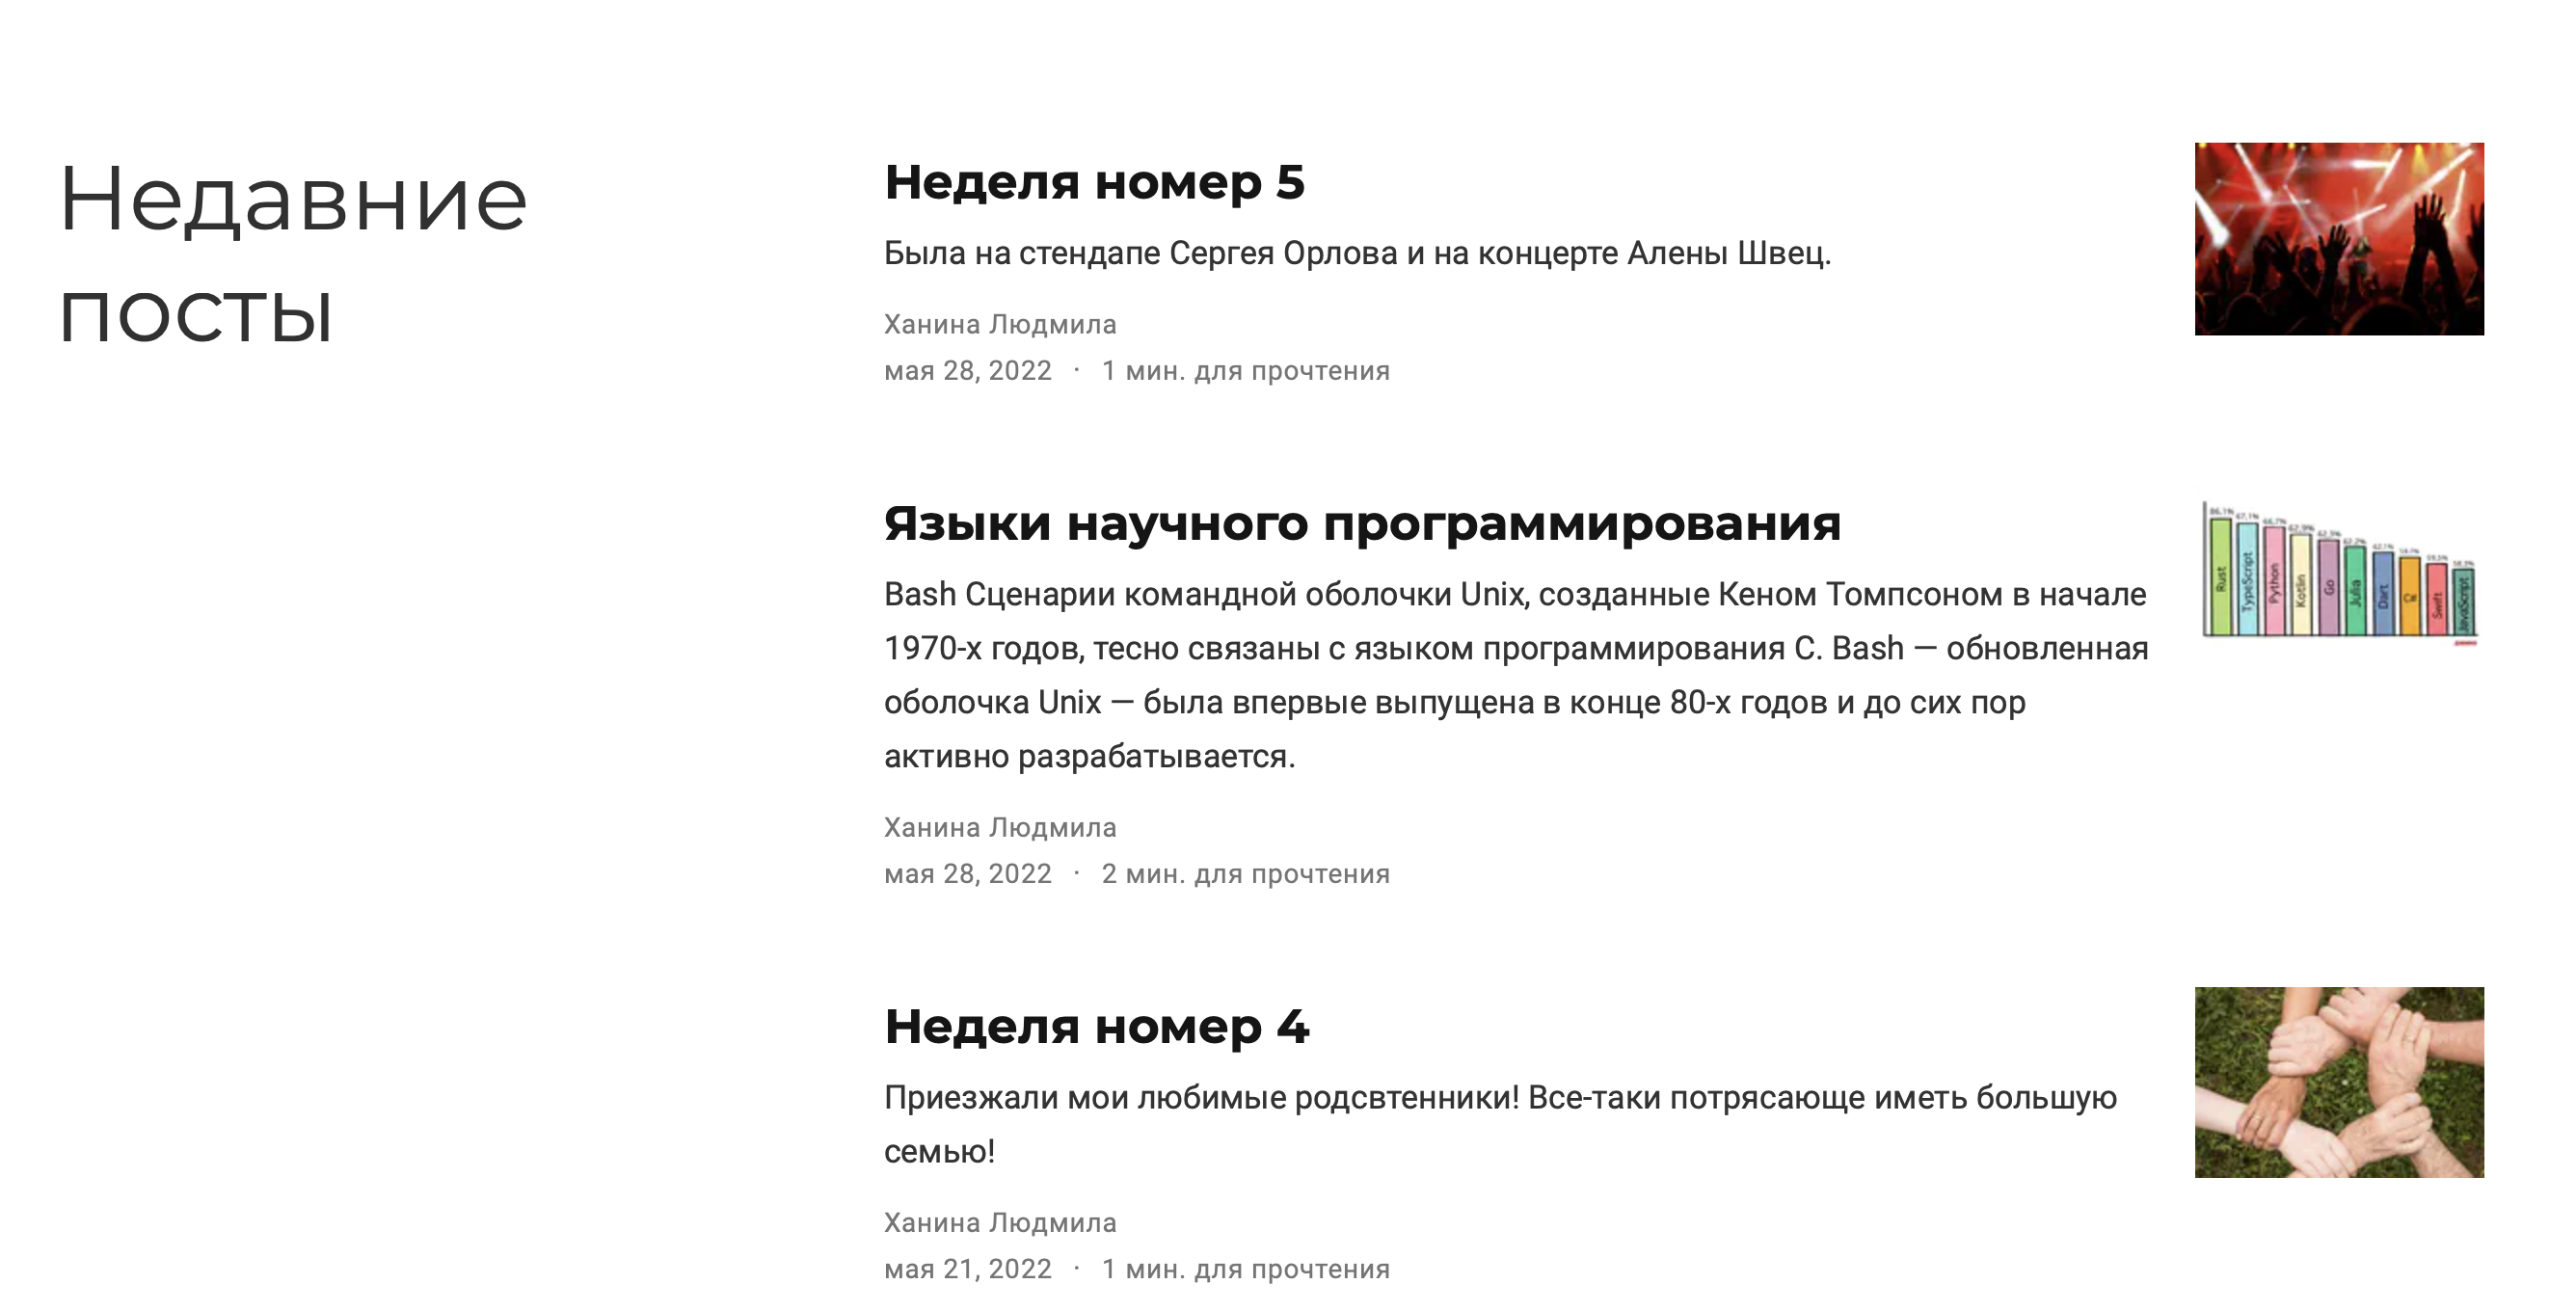 Недавние
посты
Неделя номер 5
Была на стендапе Сергея Орлова и на концерте Алены Швец.
Ханина Людмила
мая 28, 2022 · 1 мин. для прочтения
Языки научного программирования
Bash Сценарии командной оболочки Unix, созданные Кеном Томпсоном в начале
1970-х годов, тесно связаны с языком программирования C. Bash — обновленная
оболочка Unix — была впервые выпущена в конце 80-х годов и до сих пор
активно разрабатывается.
Ханина Людмила
мая 28, 2022 · 2 мин. для прочтения
Rust
TypeScript
Python
Kotlin
Go
Julia
Dart
C#
Swift
JavaScript
Неделя номер 4
Приезжали мои любимые родсвтенники! Все-таки потрясающе иметь большую
семью!
Ханина Людмила
мая 21, 2022 · 1 мин. для прочтения